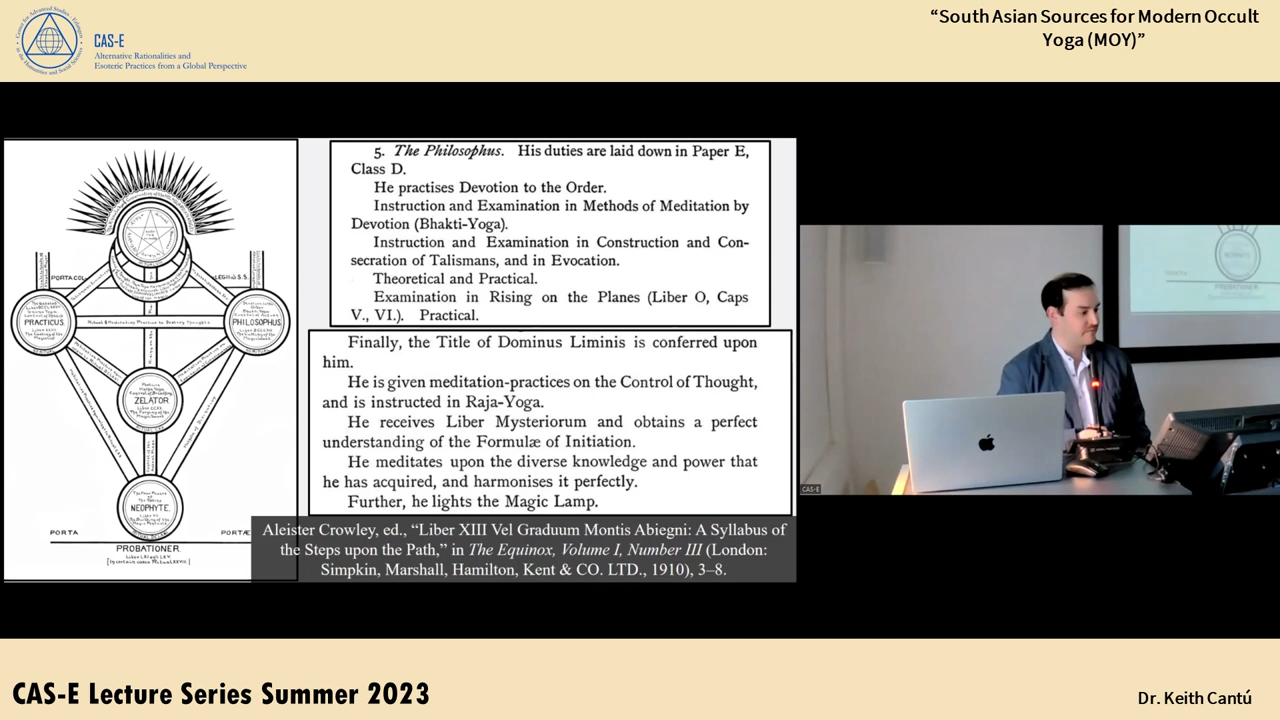 CAS-E
Alternative Rationalities and
Esoteric Practices from a Global Perspective
“South Asian Sources for Modern Occult
Yoga (MOY)”
PORTA.COL
LEGII S.S.
PRACTICUS.
PHILOSOPHUS.
ZELATOR
NEOPHYTE.
PORTA
PORTÆ
PROBATIONER.
5. The Philosophus. His duties are laid down in Paper E,
Class D.
He practises Devotion to the Order.
Instruction and Examination in Methods of Meditation by
Devotion (Bhakti-Yoga).
Instruction and Examination in Construction and Con-
secration of Talismans, and in Evocation.
Theoretical and Practical.
Examination in Rising on the Planes (Liber O, Caps
V., VI.). Practical.
Finally, the Title of Dominus Liminis is conferred upon
him.
He is given meditation-practices on the Control of Thought,
and is instructed in Raja-Yoga.
He receives Liber Mysteriorum and obtains a perfect
understanding of the Formulæ of Initiation.
He meditates upon the diverse knowledge and power that
he has acquired, and harmonises it perfectly.
Further, he lights the Magic Lamp.
Aleister Crowley, ed., “Liber XIII Vel Graduum Montis Abiegni: A Syllabus of
the Steps upon the Path,” in The Equinox, Volume I, Number III (London:
Simpkin, Marshall, Hamilton, Kent & CO. LTD., 1910), 3–8.
PROBATIONER
CAS-E
CAS-E Lecture Series Summer 2023
Dr. Keith Cantú